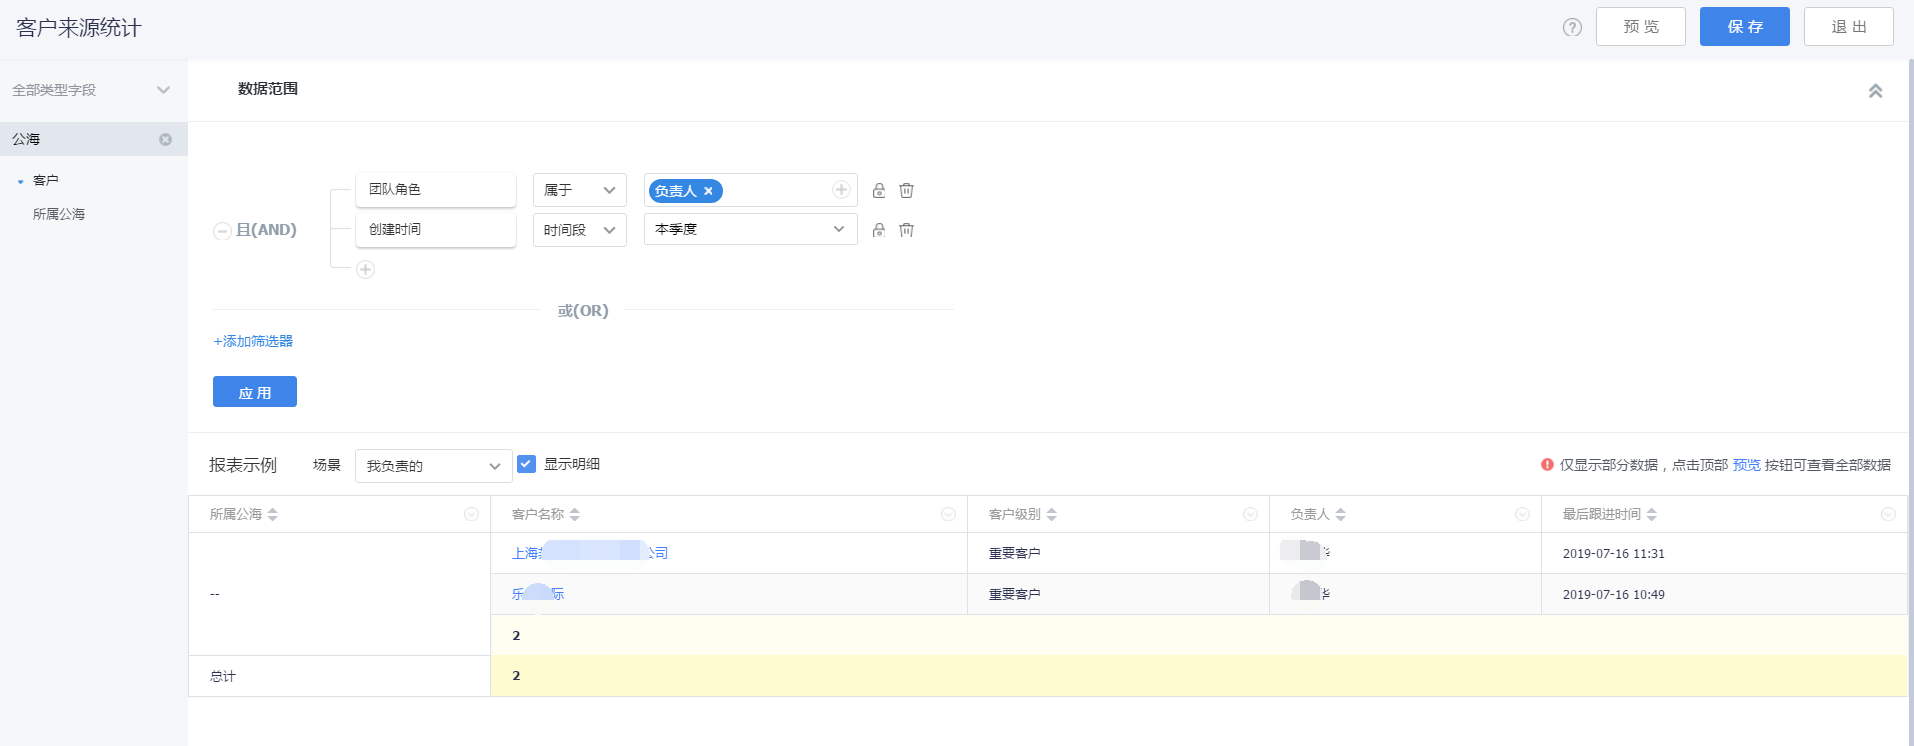 客户来源统计
? 预 览 保 存 退 出
全部类型字段
数据范围
公海
客户
所属公海
团队角色 属于 负责人
且(AND)
创建时间 时间段 本季度
或(OR)
+添加筛选器
应 用
报表示例 场景 我负责的 显示明细 仅显示部分数据，点击顶部 预览 按钮可查看全部数据
所属公海 客户名称 客户级别 负责人 最后跟进时间
上海 公司 重要客户 2019-07-16 11:31
-- 乐 际 重要客户 华 2019-07-16 10:49
2
总计 2